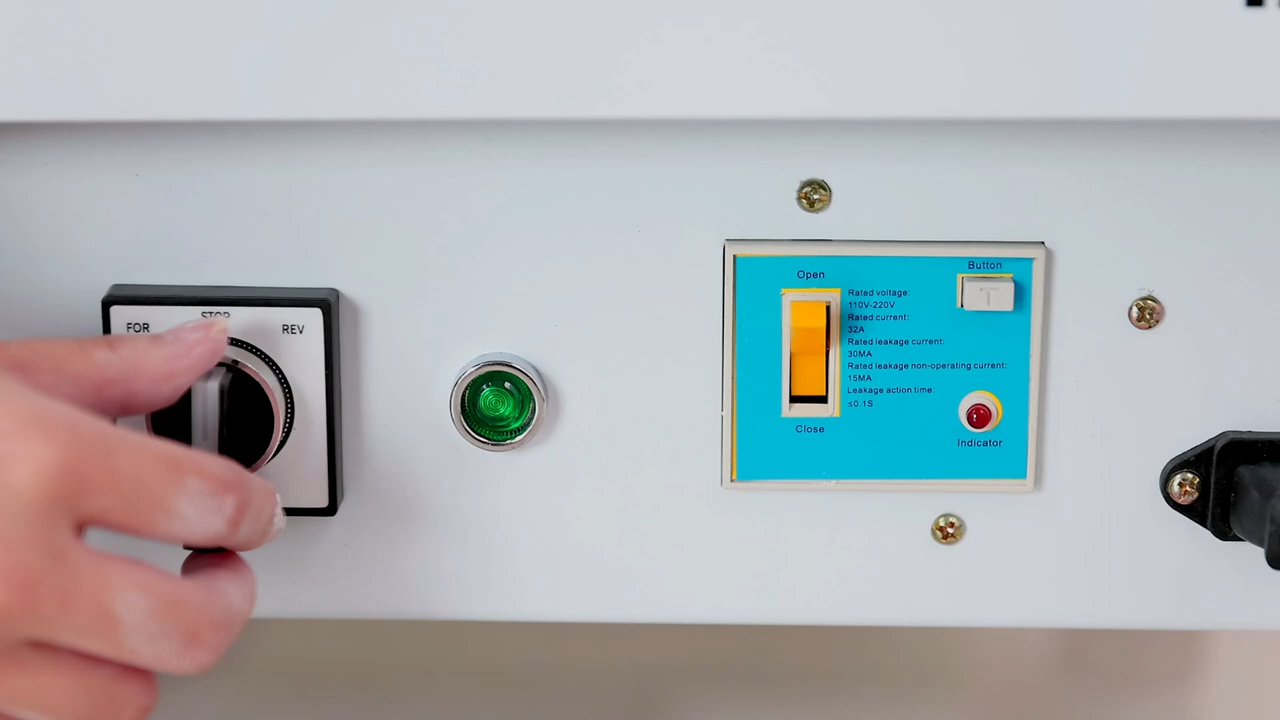 FOR
STOP
REV
Open
Close
Rated voltage:
110V-220V
Rated current:
32A
Rated leakage current:
30MA
Rated leakage non-operating current:
15MA
Leakage action time:
≤0.1S
Button
T
Indicator